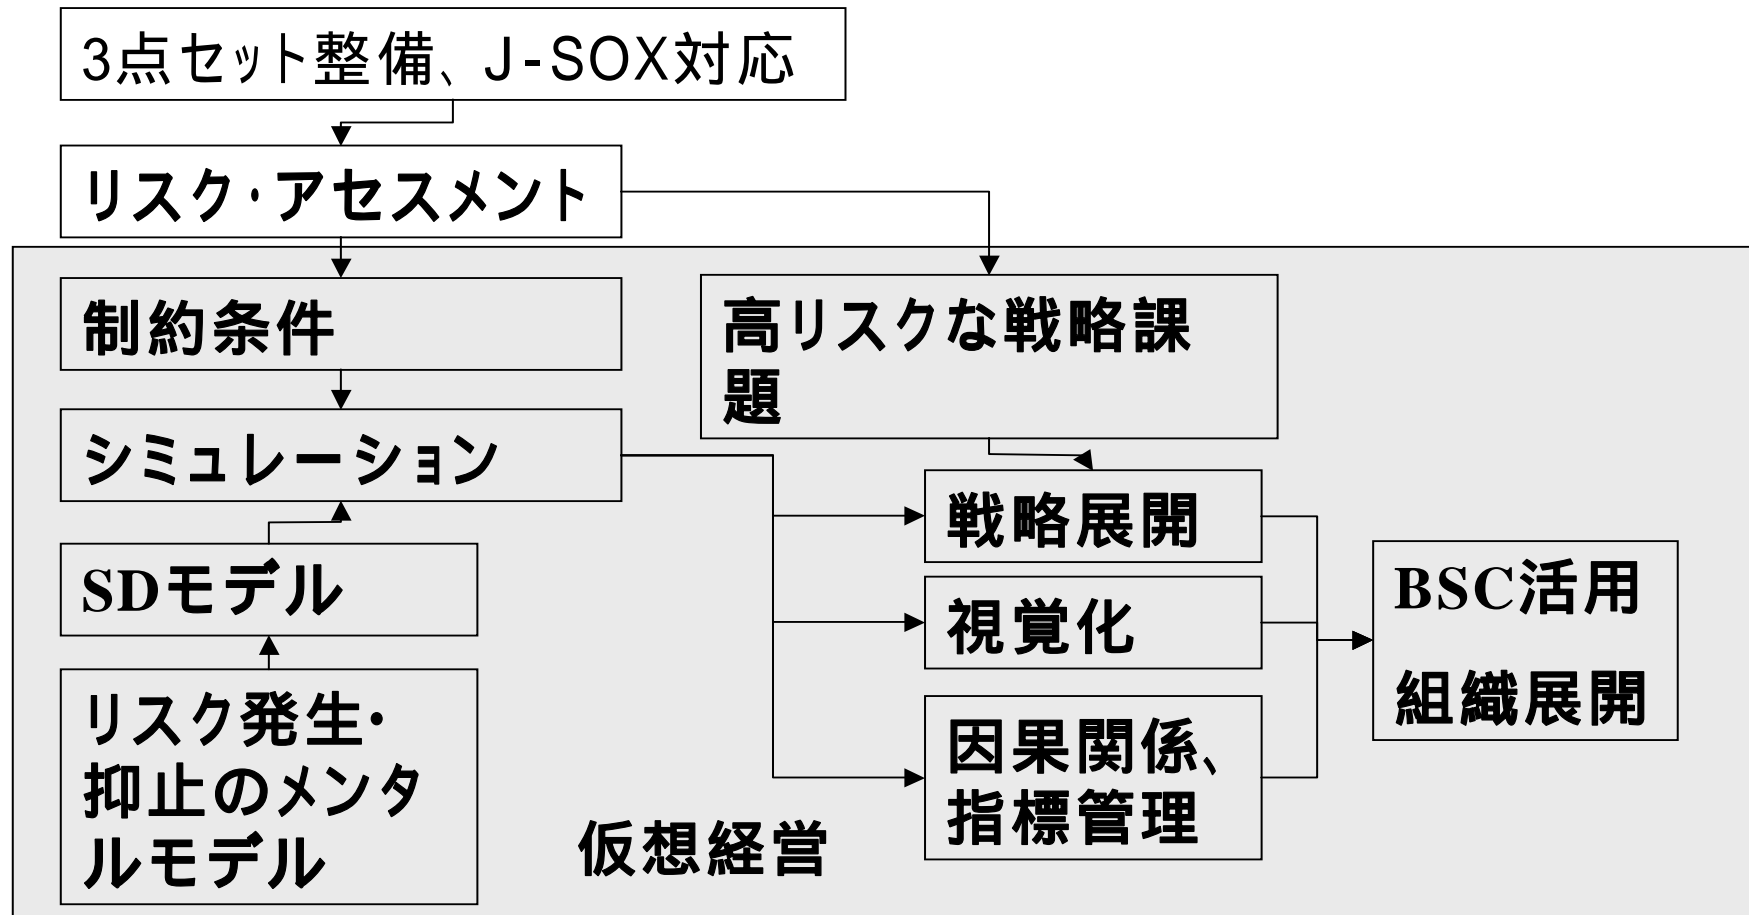 3点セット整備、J-SOX対応
リスク・アセスメント
制約条件
高リスクな戦略課
題
シミュレーション
戦略展開
SDモデル
視覚化
BSC活用
組織展開
リスク発生・
抑止のメンタ
ルモデル
因果関係、
指標管理
仮想経営